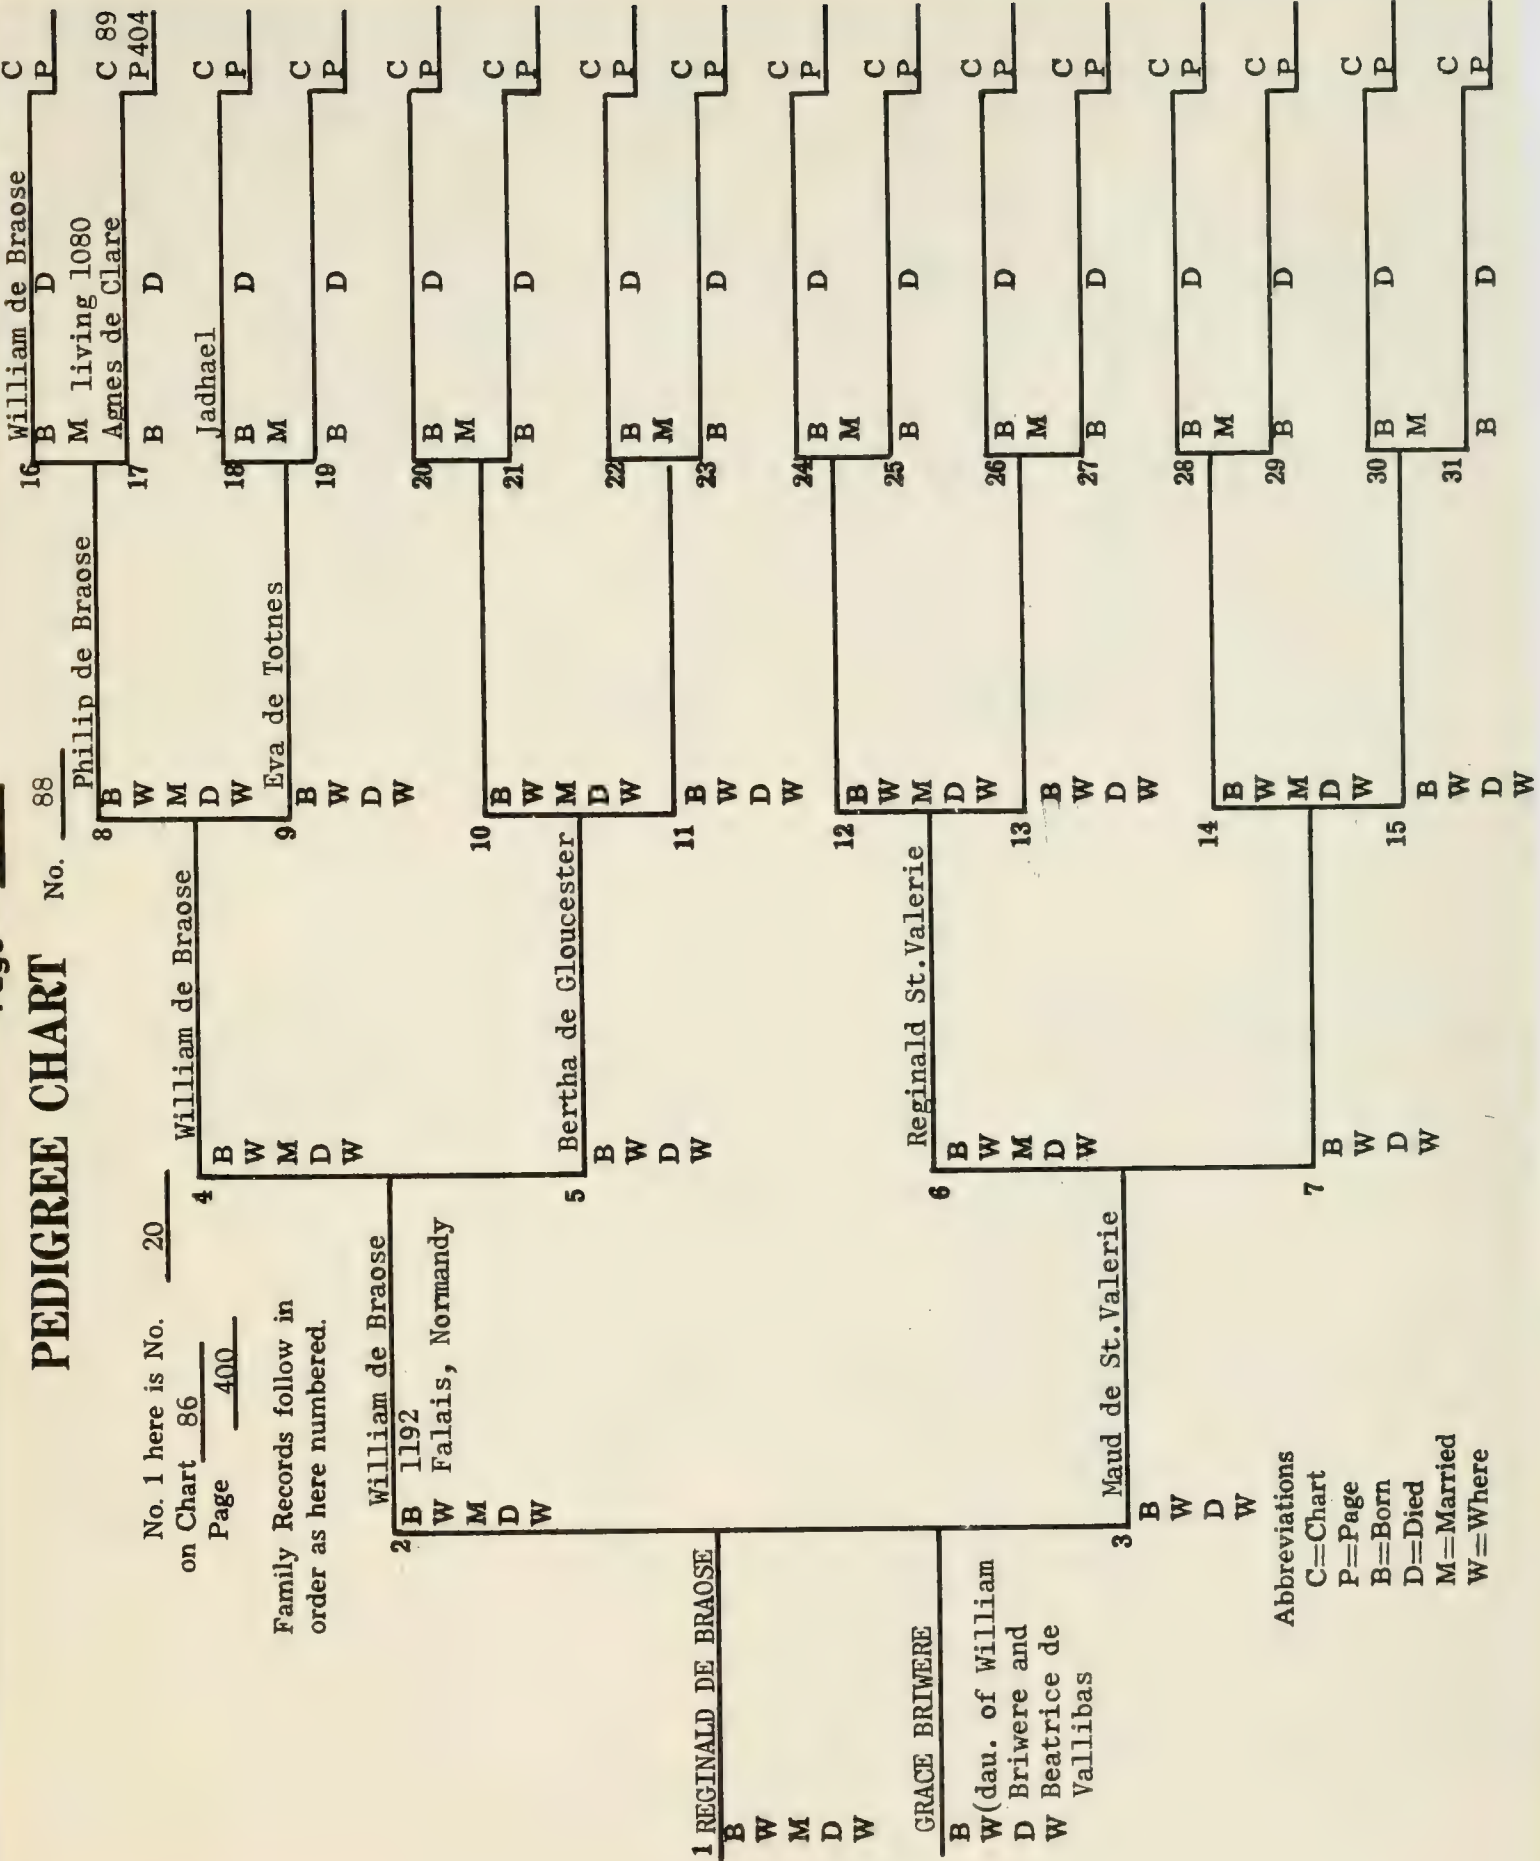 PEDIGREE CHART No. 88
No. 1 here is No. 20
on Chart 86
Page 400
Family Records follow in
order as here numbered.
1 REGINALD DE BRAOSE
B
W
M
D
W
GRACE BRIWERE
B
W(dau. of William
D Briwere and
W Beatrice de
Vallibas
2 William de Braose
B 1192
W Falais, Normandy
M
D
W
3 Maud de St.Valerie
B
W
D
W
4 William de Braose
B
W
M
D
W
5 Bertha de Gloucester
B
W
D
W
6 Reginald St.Valerie
B
W
M
D
W
7
B
W
D
W
8 Philip de Braose
B
W
M
D
W
9 Eva de Totnes
B
W
D
W
10
B
W
M
D
W
11
B
W
D
W
12
B
W
M
D
W
13
B
W
D
W
14
B
W
M
D
W
15
B
W
D
W
16 William de Braose C
B D P
M living 1080
17 Agnes de Clare C 89
B D P 404
18 Jadhael C
B D P
M
19 C
B D P
20 C
B D P
M
21 C
B D P
22 C
B D P
M
23 C
B D P
24 C
B D P
M
25 C
B D P
26 C
B D P
M
27 C
B D P
28 C
B D P
M
29 C
B D P
30 C
B D P
M
31 C
B D P
Abbreviations
C=Chart
P=Page
B=Born
D=Died
M=Married
W=Where